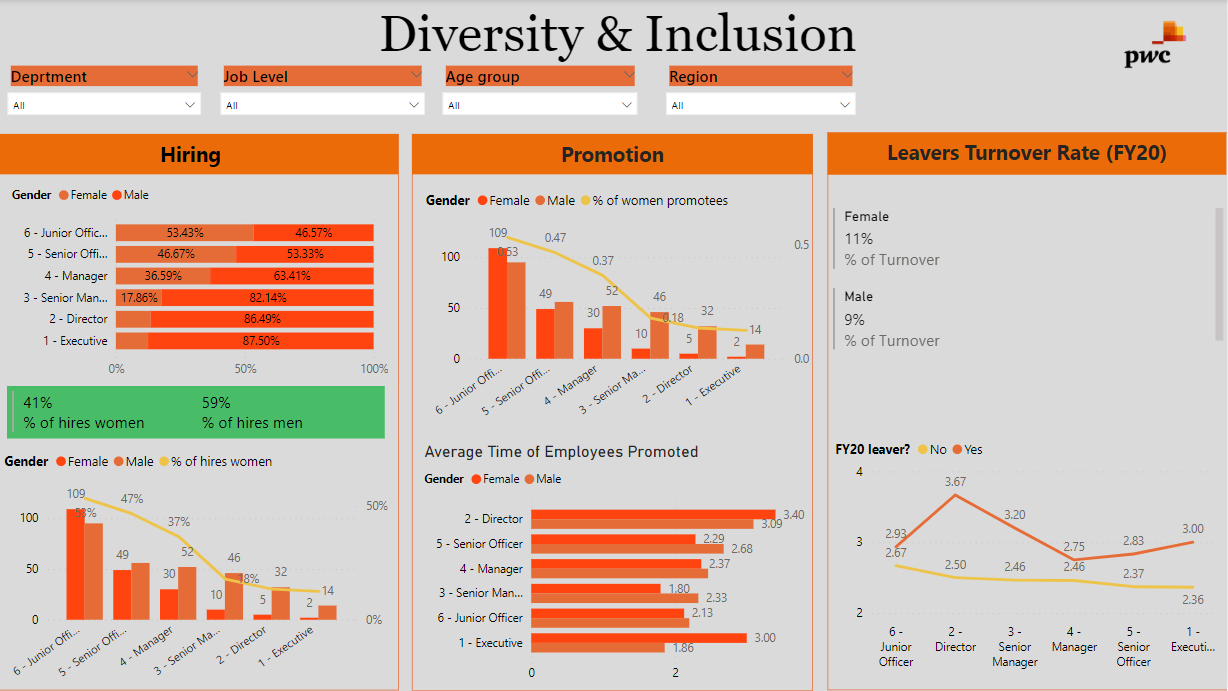 Diversity & Inclusion
pwc
Deprtment
Job Level
Age group
Region
All
All
All
All
Hiring
Gender Female Male
6 - Junior Offic... 53.43% 46.57%
5 - Senior Offi... 46.67% 53.33%
4 - Manager 36.59% 63.41%
3 - Senior Man... 17.86% 82.14%
2 - Director 86.49%
1 - Executive 87.50%
0% 50% 100%
41% 59%
% of hires women % of hires men
Gender Female Male % of hires women
109 53% 47% 37% 18%
49 30 52 10 46 5 32 2 14
100
50
0
50%
0%
6 - Junior Offi...
5 - Senior Offi...
4 - Manager
3 - Senior Ma...
2 - Director
1 - Executive
Promotion
Gender Female Male % of women promotees
109 0.53 0.47 0.37 0.18
49 30 52 10 46 5 32 2 14
100
50
0
0.5
0.0
6 - Junior Offi...
5 - Senior Offi...
4 - Manager
3 - Senior Ma...
2 - Director
1 - Executive
Average Time of Employees Promoted
Gender Female Male
2 - Director 3.40 3.09
5 - Senior Officer 2.29 2.68
4 - Manager 2.37
3 - Senior Man... 1.80 2.33
6 - Junior Officer 2.13
1 - Executive 3.00 1.86
0 2
Leavers Turnover Rate (FY20)
Female
11%
% of Turnover
Male
9%
% of Turnover
FY20 leaver? No Yes
4
3
2
2.93 3.67 3.20 2.75 2.83 3.00
2.67 2.50 2.46 2.46 2.37 2.36
6 - Junior Officer
2 - Director
3 - Senior Manager
4 - Manager
5 - Senior Officer
1 - Executi...